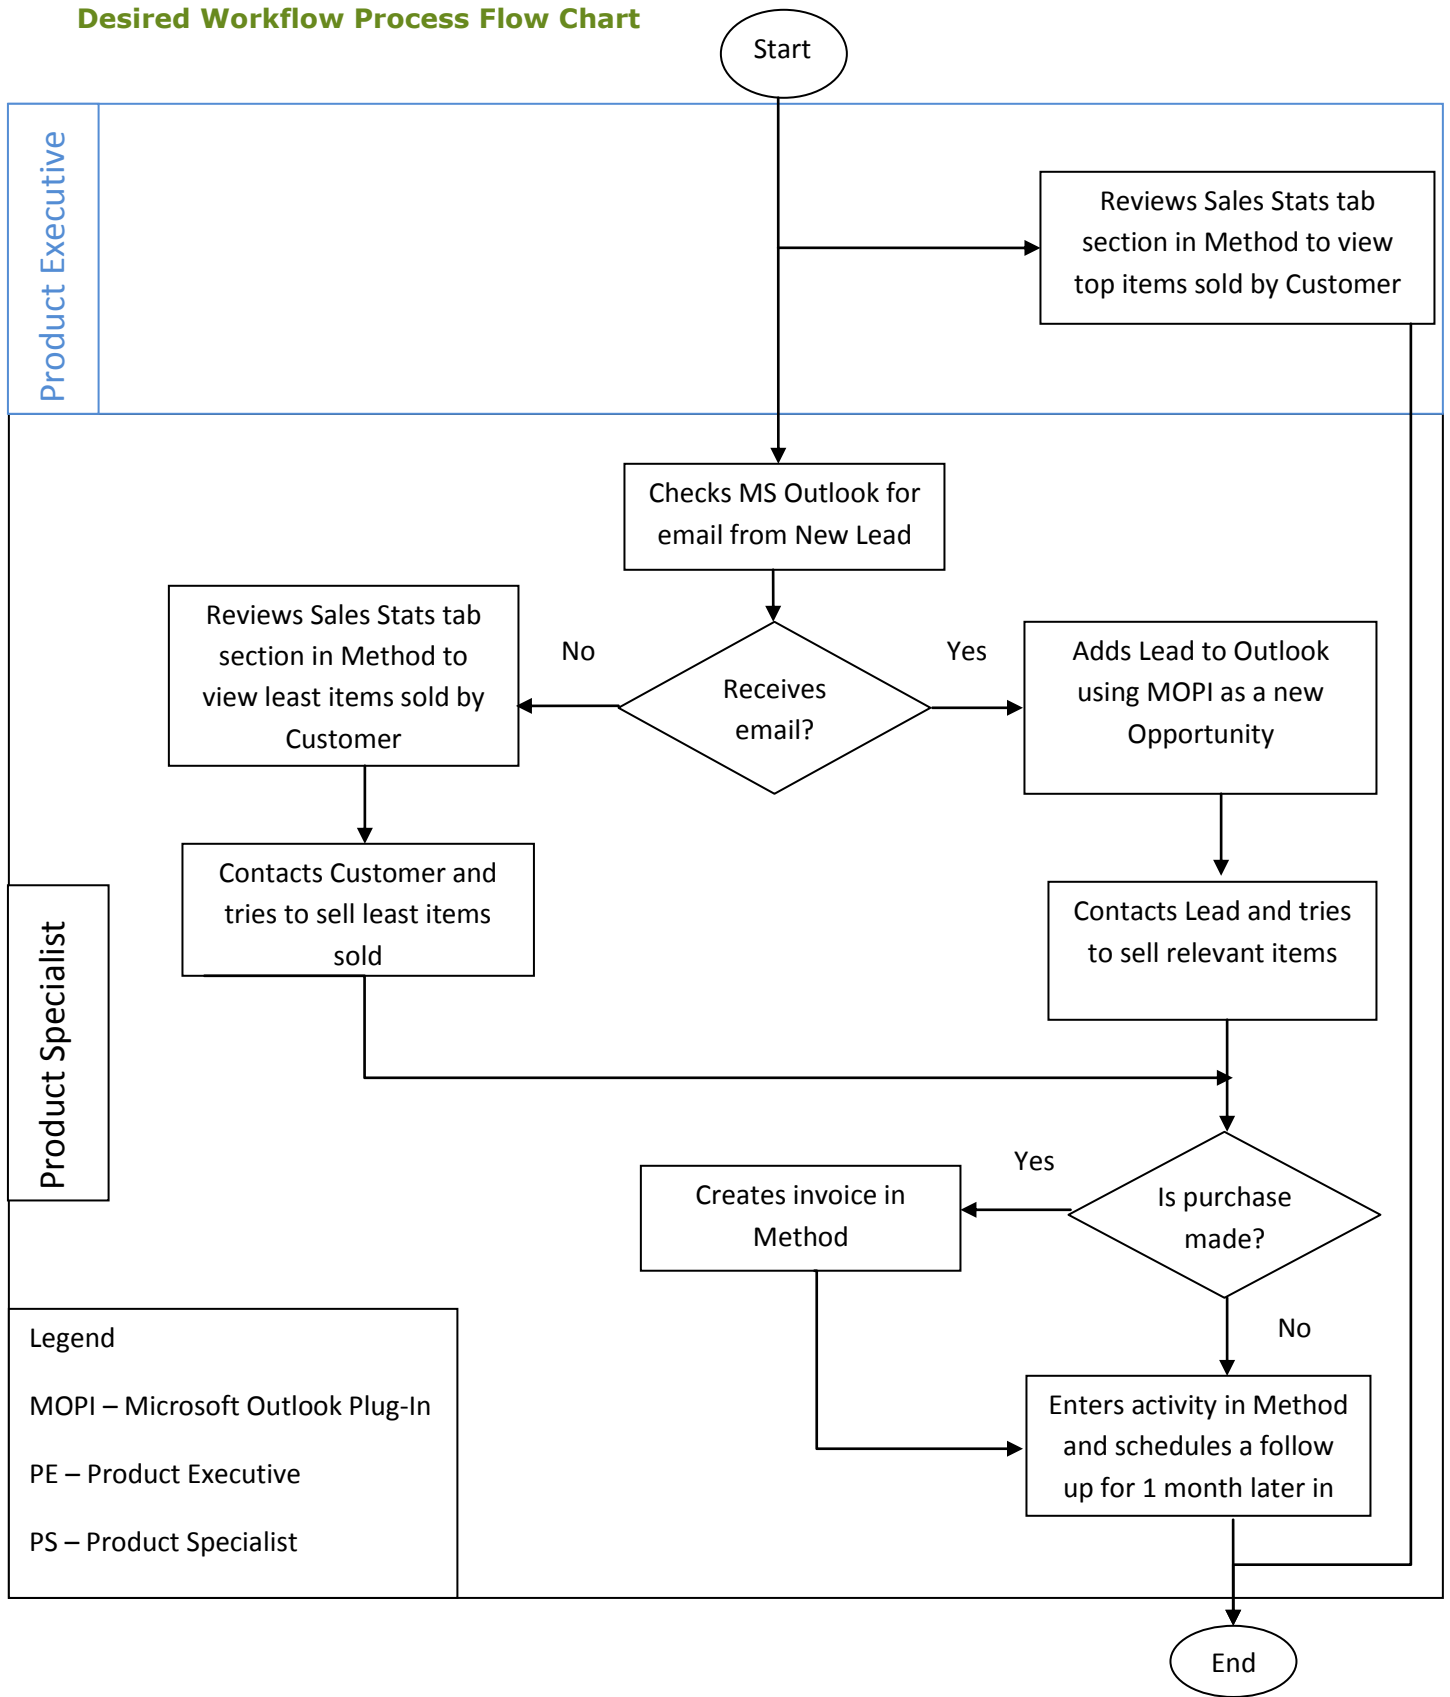 Desired Workflow Process Flow Chart
Start
Product Executive
Reviews Sales Stats tab
section in Method to view
top items sold by Customer
Checks MS Outlook for
email from New Lead
Reviews Sales Stats tab
section in Method to
view least items sold by
Customer
No
Receives
email?
Yes
Adds Lead to Outlook
using MOPI as a new
Opportunity
Contacts Customer and
tries to sell least items
sold
Contacts Lead and tries
to sell relevant items
Product Specialist
Yes
Creates invoice in
Method
Is purchase
made?
No
Enters activity in Method
and schedules a follow
up for 1 month later in
Legend
MOPI – Microsoft Outlook Plug-In
PE – Product Executive
PS – Product Specialist
End